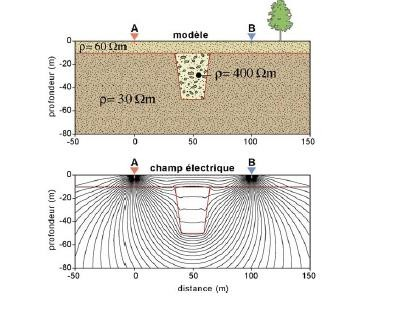 A
modèle
B
ρ= 60 Ωm
ρ= 400 Ωm
ρ= 30 Ωm
profondeur (m)
0
-20
-40
-60
-80
-50
0
50
100
150
A
champ électrique
B
profondeur (m)
0
-20
-40
-60
-80
-50
0
50
100
150
distance (m)